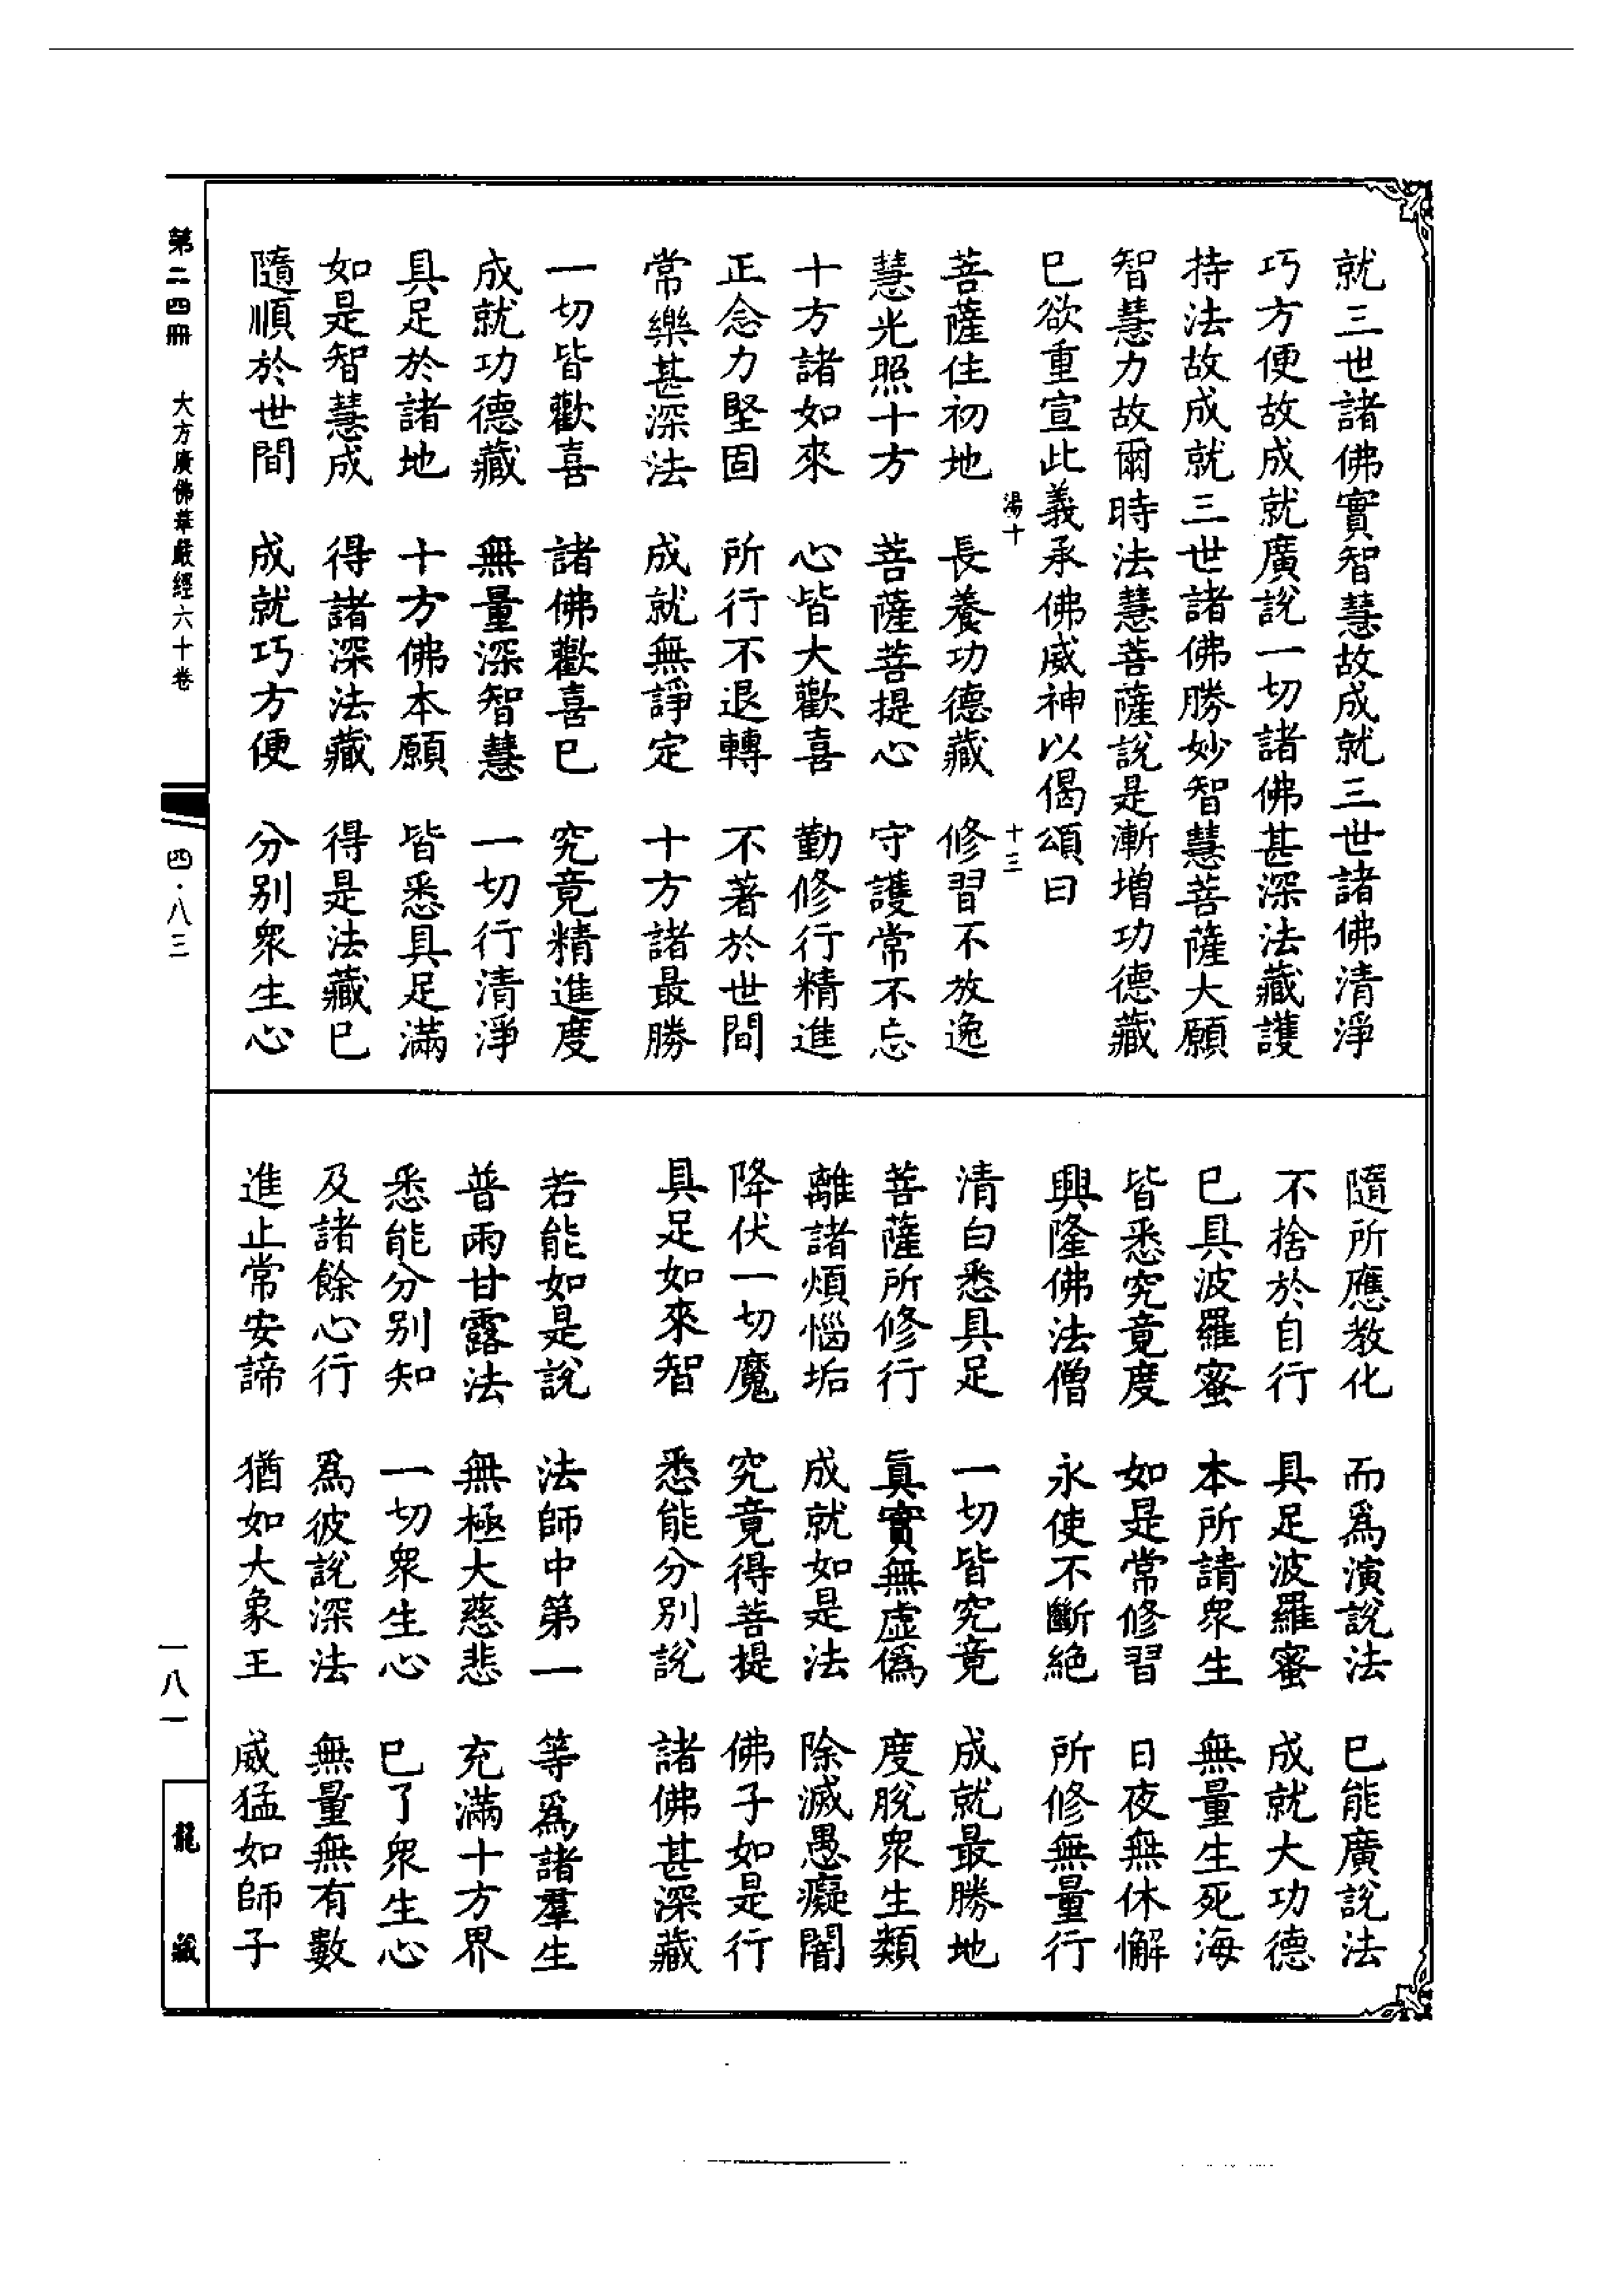 就三世諸佛實智慧故成就三世諸佛清淨
巧方便故成就廣說一切諸佛甚深法藏護
持法故成就三世諸佛勝妙智慧菩薩大願
智慧力故爾時法慧菩薩說是漸增功德藏
已欲重宣此義承佛威神以偈頌曰
湯十　十三
菩薩住初地　長養功德藏　修習不放逸
慧光照十方　菩薩菩提心　守護常不忘
十方諸如來　心皆大歡喜　勤修行精進
正念力堅固　所行不退轉　不著於世間
常樂甚深法　成就無諍定　十方諸最勝
一切皆歡喜　諸佛歡喜已　究竟精進度
成就功德藏　無量深智慧　一切行清淨
具足於諸地　十方佛本願　皆悉具足滿
如是智慧成　得諸深法藏　得是法藏已
隨順於世間　成就巧方便　分别衆生心
第二四冊　大方廣佛華嚴經六十卷　四·八三
隨所應教化　而爲演說法　已能廣說法
不捨於自行　具足波羅蜜　成就大功德
已具波羅蜜　本所請衆生　無量生死海
皆悉究竟度　如是常修習　日夜無休懈
興隆佛法僧　永使不斷絶　所修無量行
清白悉具足　一切皆究竟　成就最勝地
菩薩所修行　眞實無虛僞　度脫衆生類
離諸煩惱垢　成就如是法　除滅愚癡闇
降伏一切魔　究竟得菩提　佛子如是行
具足如來智　悉能分别說　諸佛甚深藏
若能如是說　法師中第一　等爲諸羣生
普雨甘露法　無極大慈悲　充滿十方界
悉能分别知　一切衆生心　已了衆生心
及諸餘心行　爲彼說深法　無量無有數
進止常安諦　猶如大象王　威猛如師子
一八一
龍藏